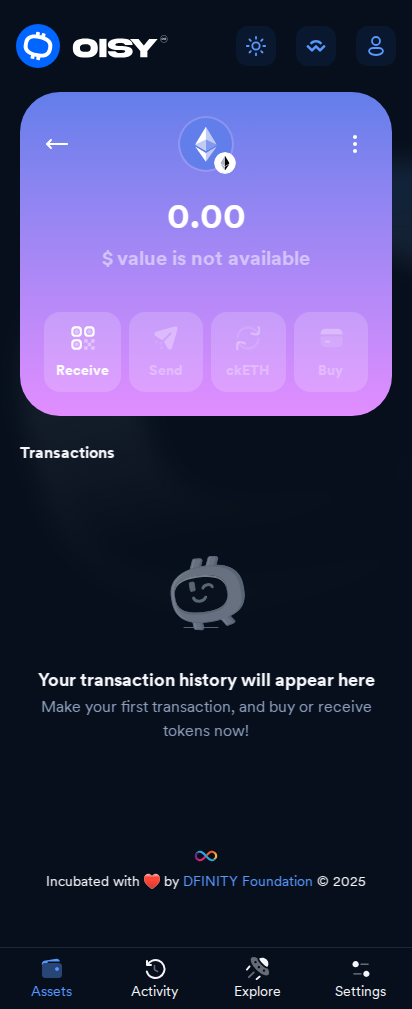 OISY
0.00
$ value is not available
Receive
Send
ckETH
Buy
Transactions
Your transaction history will appear here
Make your first transaction, and buy or receive
tokens now!
Incubated with ❤️ by DFINITY Foundation © 2025
Assets
Activity
Explore
Settings